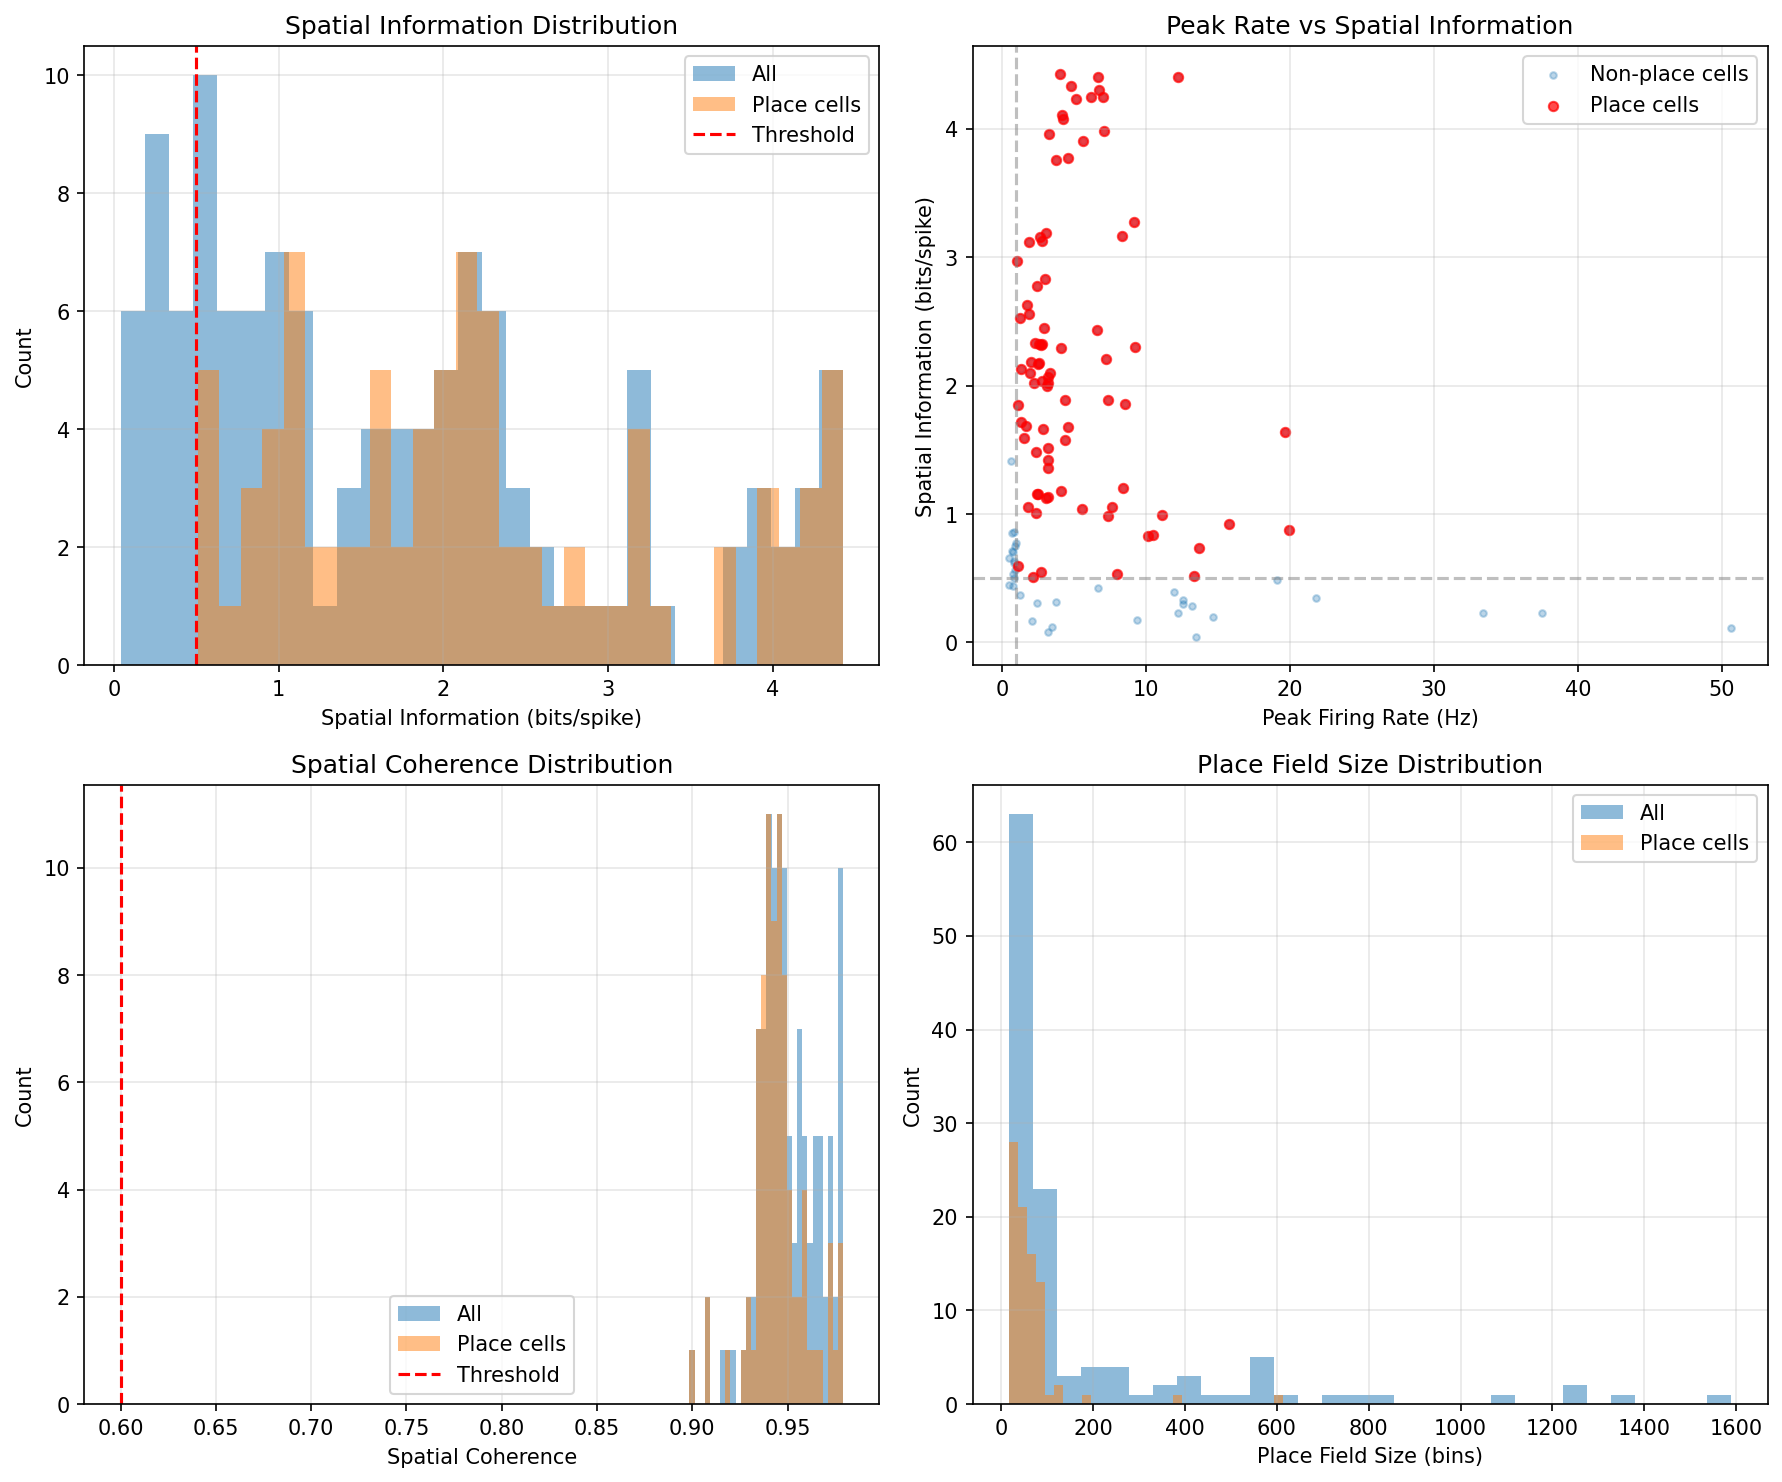 Spatial Information Distribution
10
8
6
4
2
0
Count
0
1
2
3
4
Spatial Information (bits/spike)
All
Place cells
Threshold
Peak Rate vs Spatial Information
4
3
2
1
0
Spatial Information (bits/spike)
0
10
20
30
40
50
Peak Firing Rate (Hz)
Non-place cells
Place cells
Spatial Coherence Distribution
10
8
6
4
2
0
Count
0.60
0.65
0.70
0.75
0.80
0.85
0.90
0.95
Spatial Coherence
All
Place cells
Threshold
Place Field Size Distribution
60
50
40
30
20
10
0
Count
0
200
400
600
800
1000
1200
1400
1600
Place Field Size (bins)
All
Place cells